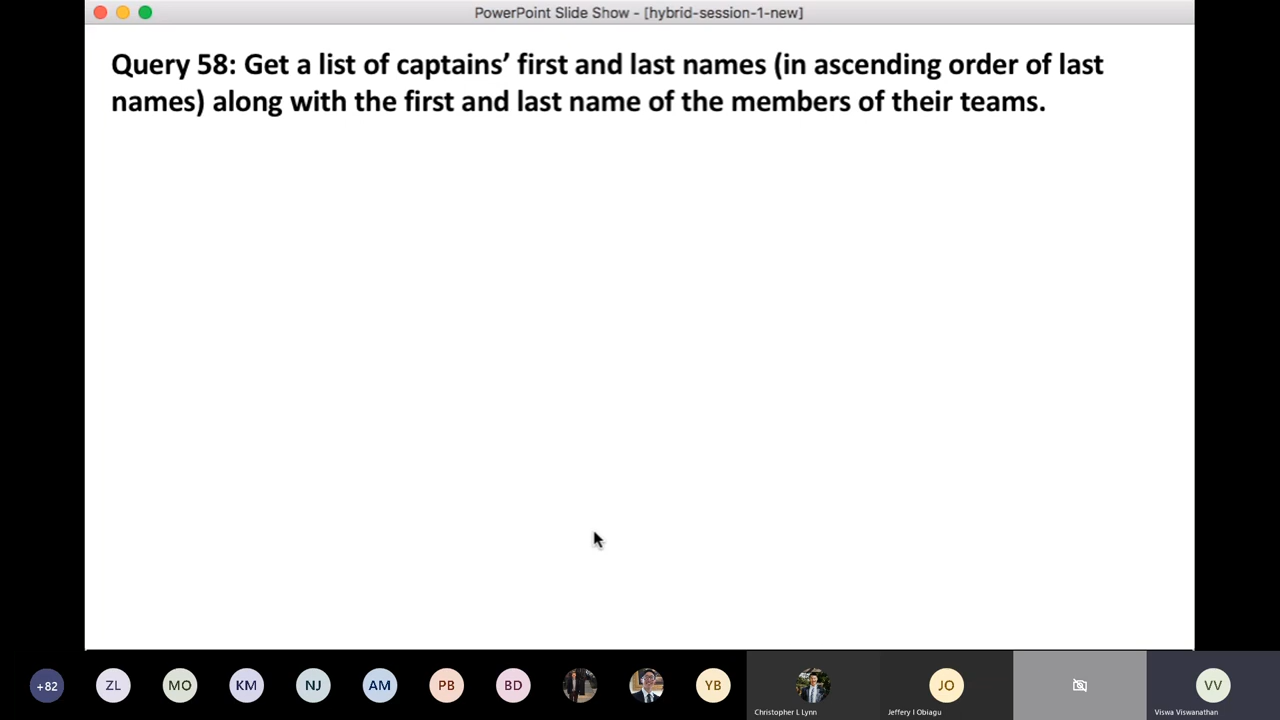 PowerPoint Slide Show - [hybrid-session-1-new]
Query 58: Get a list of captains’ first and last names (in ascending order of last
names) along with the first and last name of the members of their teams.
+82
ZL
MO
KM
NJ
AM
PB
BD
YB
JO
VV
Christopher L Lynn
Jeffery I Obiagu
Viswa Viswanathan